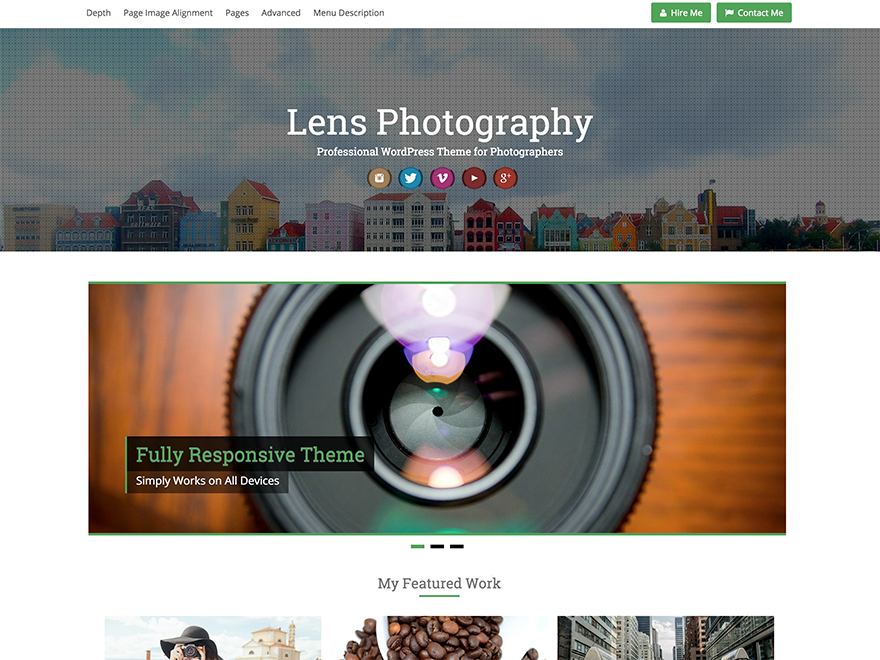 Depth Page Image Alignment Pages Advanced Menu Description Hire Me Contact Me
Lens Photography
Professional WordPress Theme for Photographers
g+
Fully Responsive Theme
Simply Works on All Devices
My Featured Work